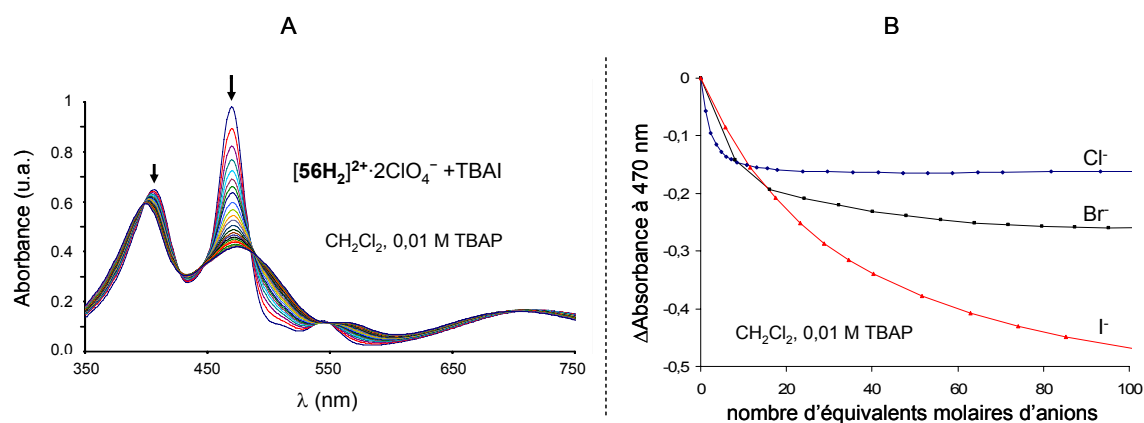 A
Aborbance (u.a.)
1
0.8
0.6
0.4
0.2
0.0
[56H₂]²⁺·2ClO₄⁻ +TBAI
CH₂Cl₂, 0,01 M TBAP
350
450
550
650
750
λ (nm)
B
ΔAbsorbance à 470 nm
0
-0,1
-0,2
-0,3
-0,4
-0,5
Cl⁻
Br⁻
I⁻
CH₂Cl₂, 0,01 M TBAP
0
20
40
60
80
100
nombre d'équivalents molaires d'anions